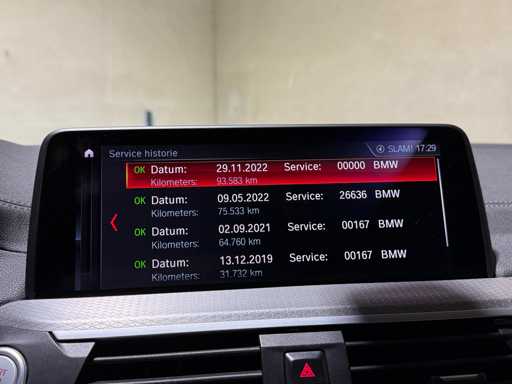 Service historie
SLAM! 17:29
OK Datum: 29.11.2022 Service: 00000 BMW
Kilometers: 93.583 km
OK Datum: 09.05.2022 Service: 26636 BMW
Kilometers: 75.533 km
OK Datum: 02.09.2021 Service: 00167 BMW
Kilometers: 64.760 km
OK Datum: 13.12.2019 Service: 00167 BMW
Kilometers: 31.732 km